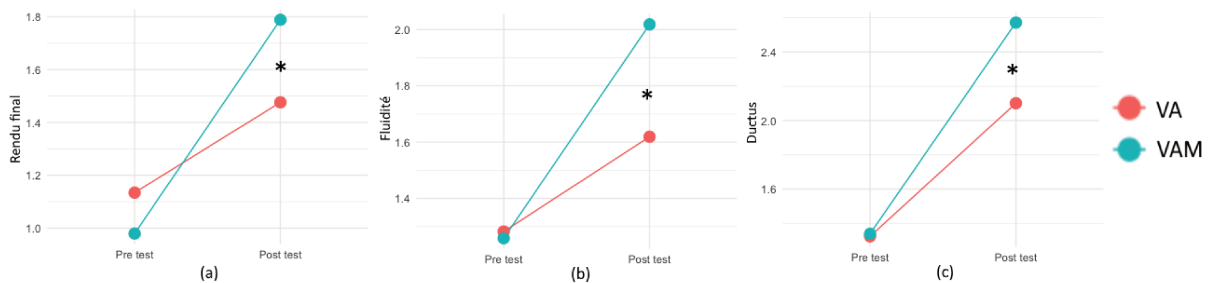 Rendu final
1.8
1.6
1.4
1.2
1.0
Pre test
Post test
(a)
Fluidité
2.0
1.8
1.6
1.4
Pre test
Post test
(b)
Ductus
2.4
2.0
1.6
Pre test
Post test
(c)
*
*
*
VA
VAM